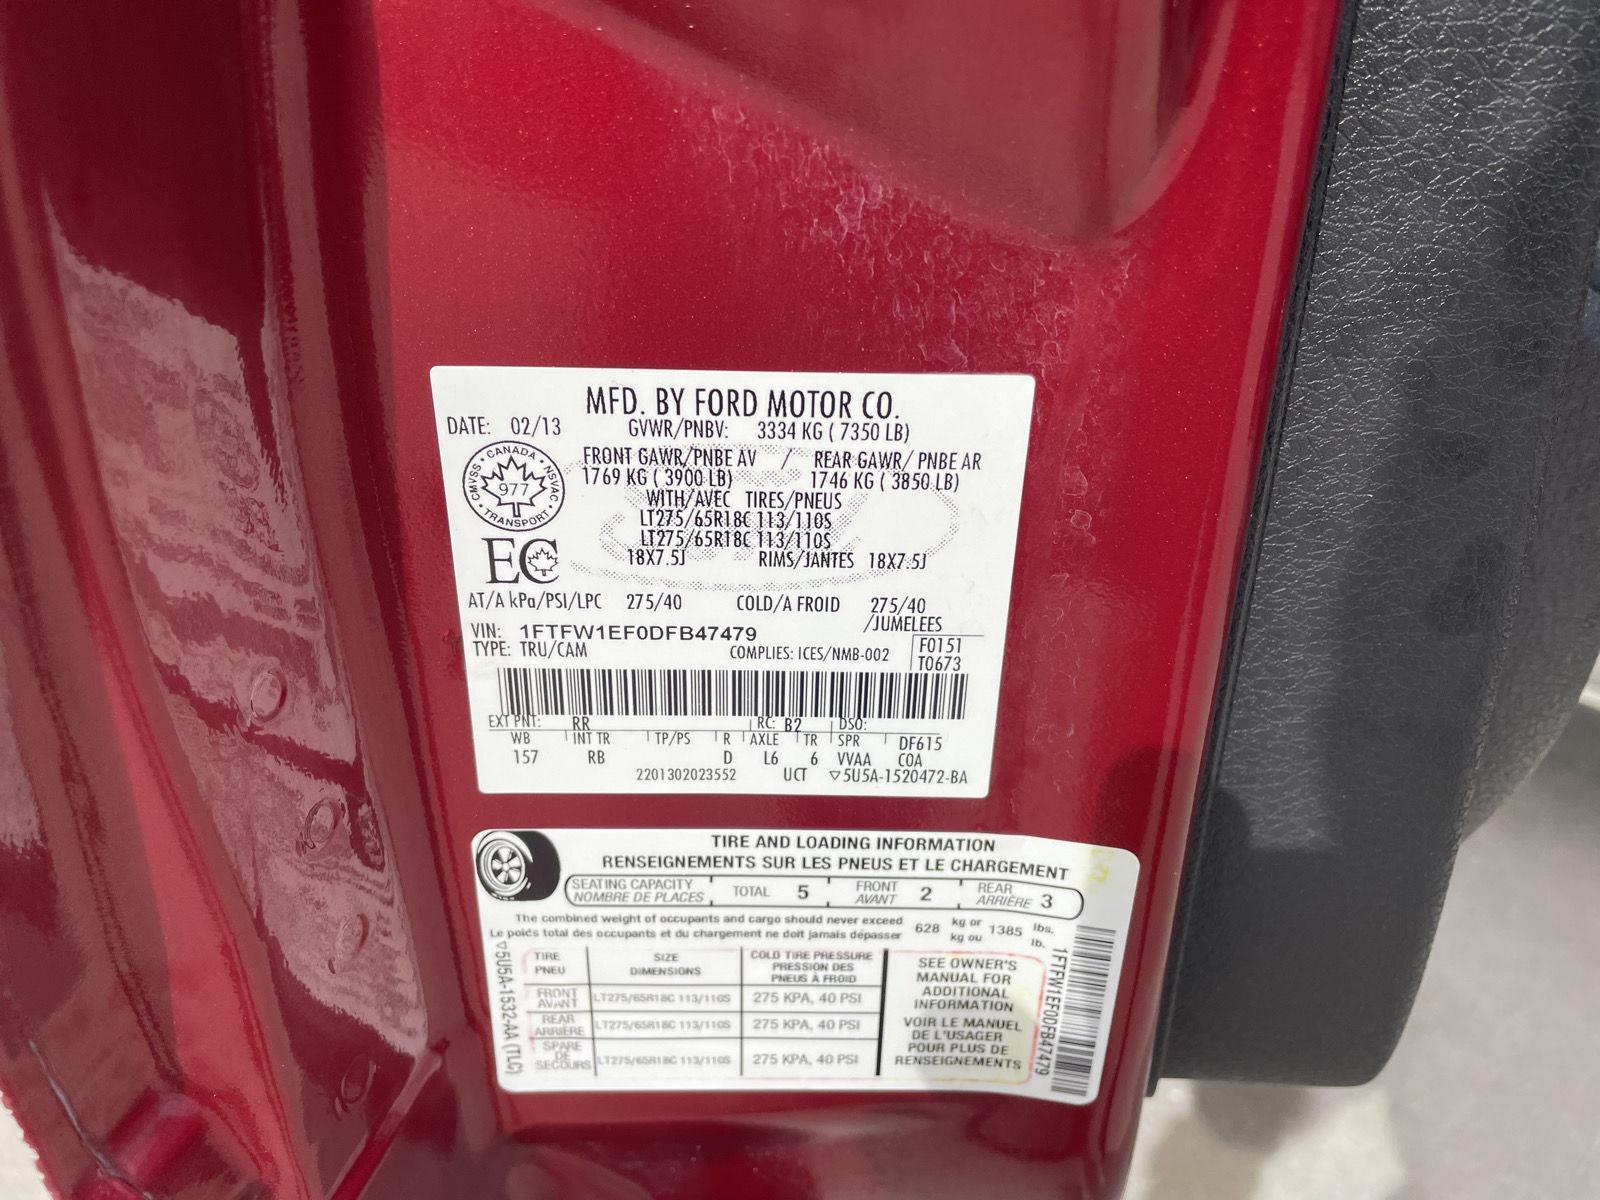 MFD. BY FORD MOTOR CO.
DATE: 02/13
GVWR/PNBV: 3334 KG ( 7350 LB)
FRONT GAWR/PNBE AV / REAR GAWR/ PNBE AR
1769 KG ( 3900 LB) 1746 KG ( 3850 LB)
WITH/AVEC TIRES/PNEUS
LT275/65R18C 113/110S
LT275/65R18C 113/110S
18X7.5J RIMS/JANTES 18X7.5J
CANADA
CMVSS 977 NSVAC
TRANSPORT
EC
AT/A kPa/PSI/LPC 275/40 COLD/A FROID 275/40
/JUMELEES
VIN: 1FTFW1EF0DFB47479
TYPE: TRU/CAM COMPLIES: ICES/NMB-002
F0151
T0673
EXT PNT: RR RC: B2 DSO:
WB INT TR TP/PS R AXLE TR SPR DF615
157 RB D L6 6 VVAA COA
2201302023552 UCT ▽5U5A-1520472-BA
TIRE AND LOADING INFORMATION
RENSEIGNEMENTS SUR LES PNEUS ET LE CHARGEMENT
SEATING CAPACITY
NOMBRE DE PLACES
TOTAL 5
FRONT
AVANT 2
REAR
ARRIÈRE 3
The combined weight of occupants and cargo should never exceed
Le poids total des occupants et du chargement ne doit jamais dépasser
628 kg or 1385 lbs.
kg ou lb.
TIRE
PNEU
SIZE
DIMENSIONS
COLD TIRE PRESSURE
PRESSION DES
PNEUS À FROID
FRONT
AVANT
LT275/65R18C 113/110S 275 KPA, 40 PSI
REAR
ARRIÈRE
LT275/65R18C 113/110S 275 KPA, 40 PSI
SPARE
DE
SECOURS
LT275/65R18C 113/110S 275 KPA, 40 PSI
SEE OWNER'S
MANUAL FOR
ADDITIONAL
INFORMATION
VOIR LE MANUEL
DE L'USAGER
POUR PLUS DE
RENSEIGNEMENTS
▽5U5A-1532-AA (TLC)
1FTFW1EF0DFB47479